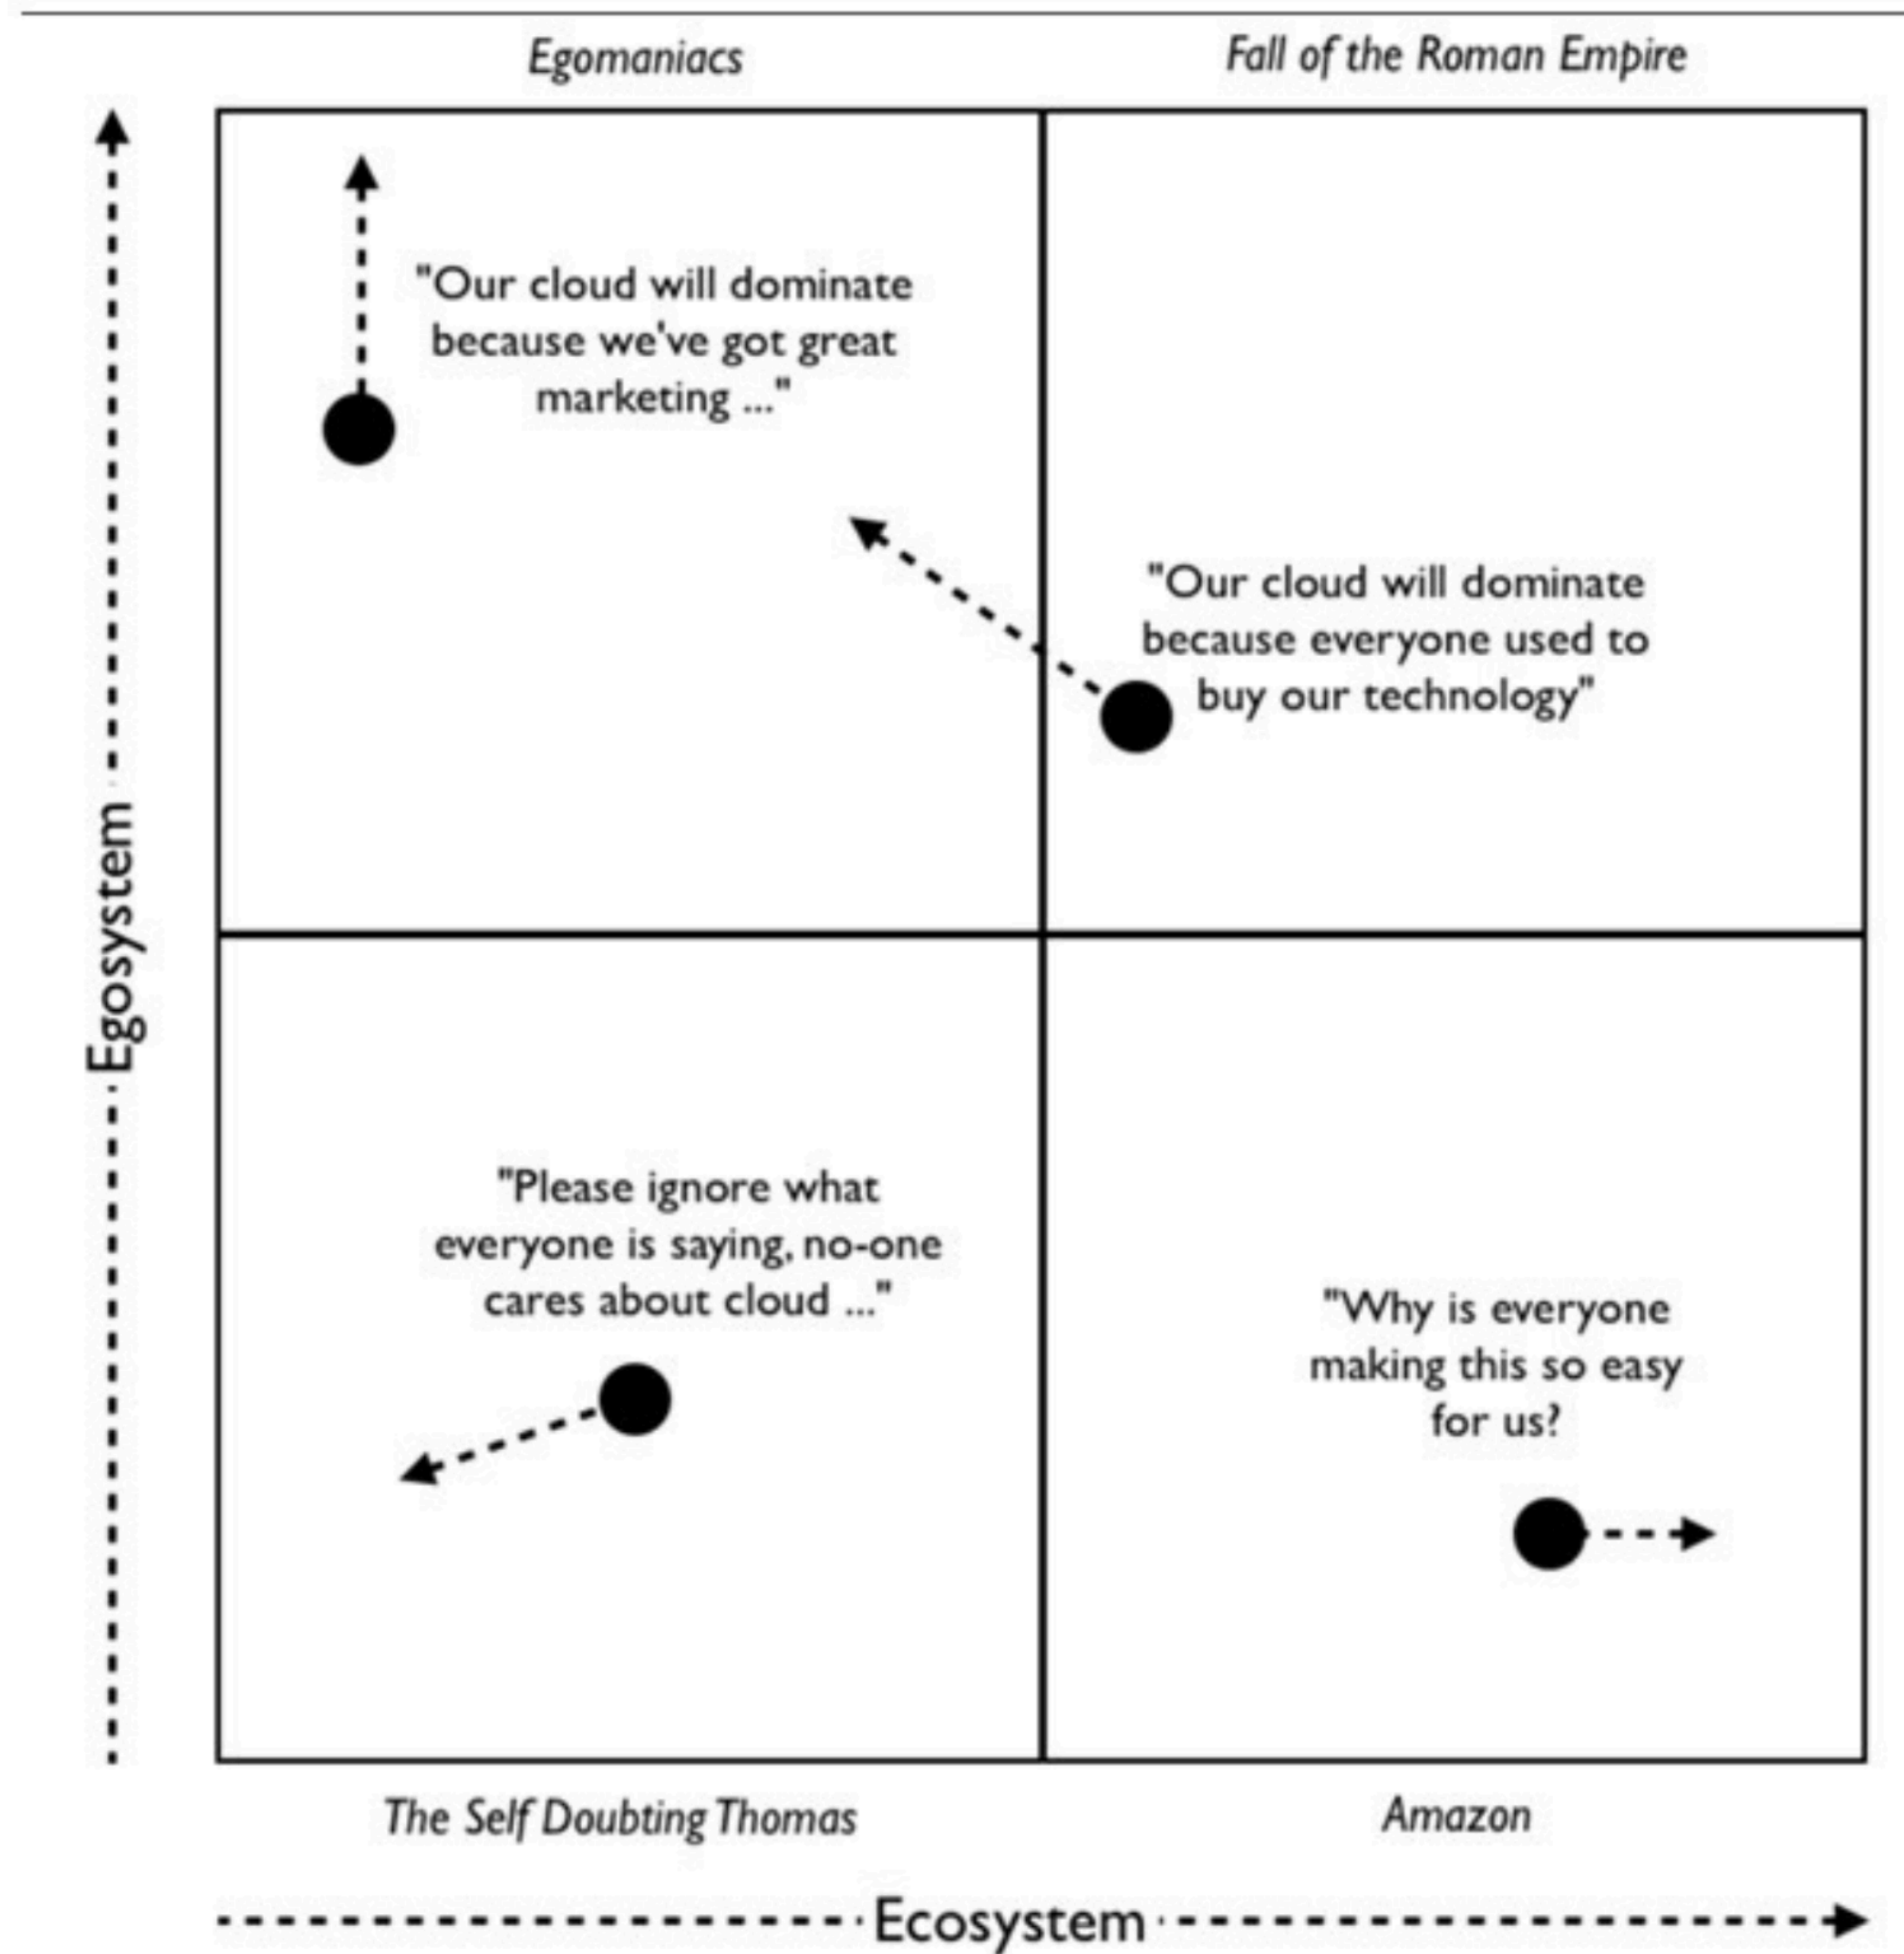 Egomaniacs
Fall of the Roman Empire
"Our cloud will dominate
because we've got great
marketing ..."
"Our cloud will dominate
because everyone used to
buy our technology"
Egosystem
"Please ignore what
everyone is saying, no-one
cares about cloud ..."
"Why is everyone
making this so easy
for us?
The Self Doubting Thomas
Amazon
Ecosystem